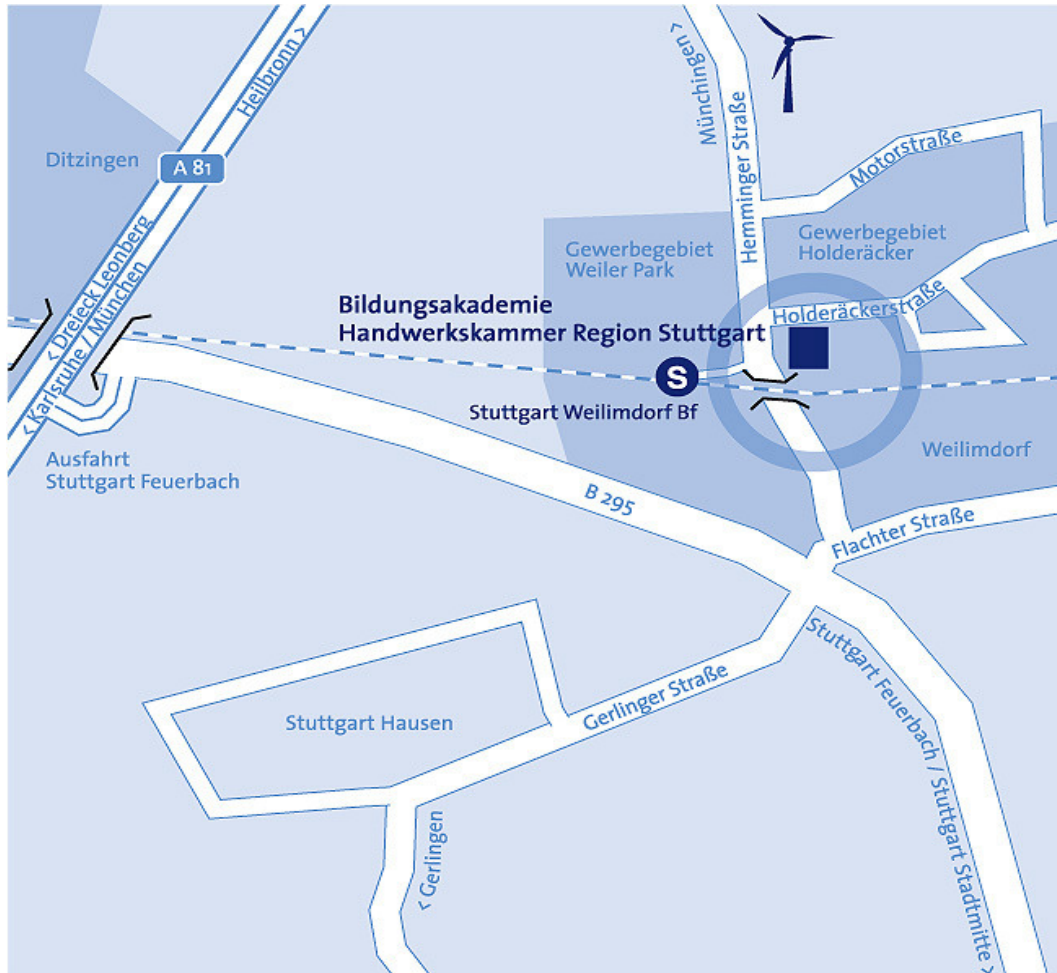 Heilbronn >
Münchingen >
Ditzingen
A 81
Motorstraße
Hemminger Straße
< Dreieck Leonberg
Karlsruhe / München
<
Gewerbegebiet
Weiler Park
Gewerbegebiet
Holderäcker
Bildungsakademie
Handwerkskammer Region Stuttgart
Holderäckerstraße
S
Stuttgart Weilimdorf Bf
Ausfahrt
Stuttgart Feuerbach
Weilimdorf
B 295
Flachter Straße
Stuttgart Hausen
Gerlinger Straße
Stuttgart Feuerbach / Stuttgart Stadtmitte >
< Gerlingen